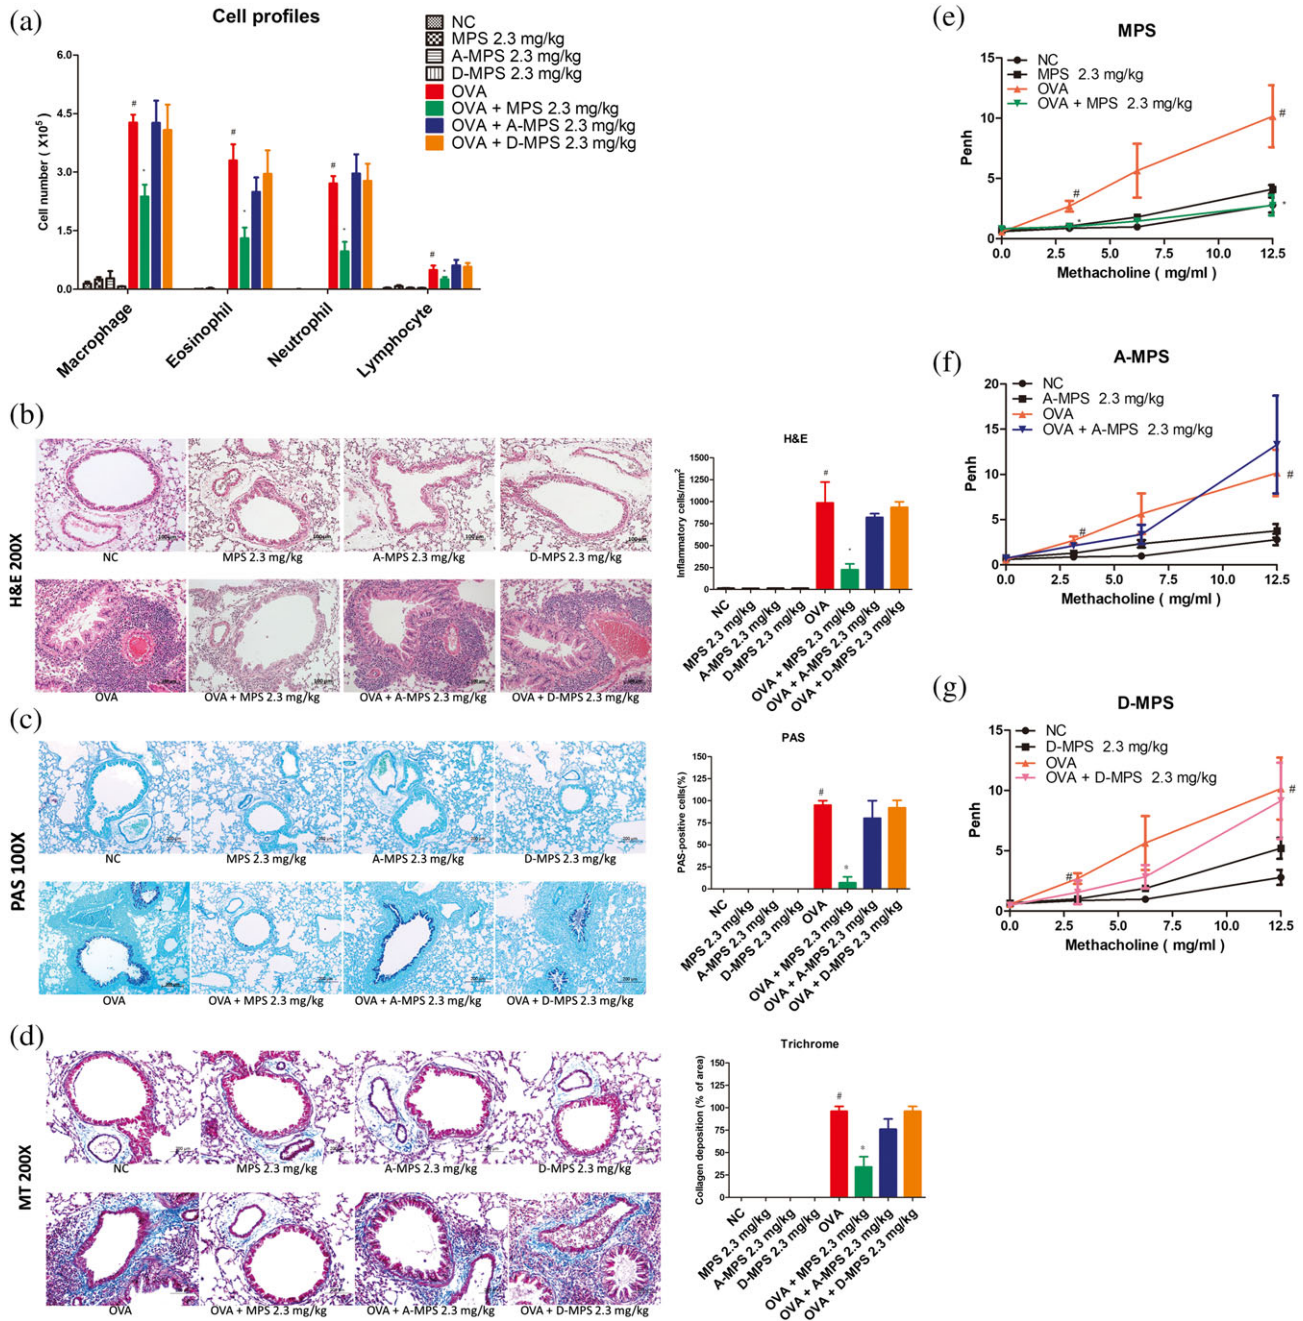 (a)
Cell profiles
NC
MPS 2.3 mg/kg
A-MPS 2.3 mg/kg
D-MPS 2.3 mg/kg
OVA
OVA + MPS 2.3 mg/kg
OVA + A-MPS 2.3 mg/kg
OVA + D-MPS 2.3 mg/kg
Cell number ( X10⁵)
6.0
4.5
3.0
1.5
0.0
# * # * # * # *
Macrophage Eosinophil Neutrophil Lymphocyte
(e)
MPS
NC
MPS 2.3 mg/kg
OVA
OVA + MPS 2.3 mg/kg
Penh
15
10
5
0
# * # *
0.0 2.5 5.0 7.5 10.0 12.5
Methacholine ( mg/ml )
(f)
A-MPS
NC
A-MPS 2.3 mg/kg
OVA
OVA + A-MPS 2.3 mg/kg
Penh
20
15
10
5
0
# #
0.0 2.5 5.0 7.5 10.0 12.5
Methacholine ( mg/ml )
(g)
D-MPS
NC
D-MPS 2.3 mg/kg
OVA
OVA + D-MPS 2.3 mg/kg
Penh
15
10
5
0
# #
0.0 2.5 5.0 7.5 10.0 12.5
Methacholine ( mg/ml )
(b)
H&E 200X
100 μm 100 μm 100 μm 100 μm
NC MPS 2.3 mg/kg A-MPS 2.3 mg/kg D-MPS 2.3 mg/kg
OVA OVA + MPS 2.3 mg/kg OVA + A-MPS 2.3 mg/kg OVA + D-MPS 2.3 mg/kg
H&E
Inflammatory cells/mm²
1500
1250
1000
750
500
250
0
# *
NC MPS 2.3 mg/kg A-MPS 2.3 mg/kg D-MPS 2.3 mg/kg OVA OVA + MPS 2.3 mg/kg OVA + A-MPS 2.3 mg/kg OVA + D-MPS 2.3 mg/kg
(c)
PAS 100X
NC MPS 2.3 mg/kg A-MPS 2.3 mg/kg D-MPS 2.3 mg/kg
OVA OVA + MPS 2.3 mg/kg OVA + A-MPS 2.3 mg/kg OVA + D-MPS 2.3 mg/kg
PAS
PAS-positive cells(%)
150
125
100
75
50
25
0
# *
NC MPS 2.3 mg/kg A-MPS 2.3 mg/kg D-MPS 2.3 mg/kg OVA OVA + MPS 2.3 mg/kg OVA + A-MPS 2.3 mg/kg OVA + D-MPS 2.3 mg/kg
(d)
MT 200X
NC MPS 2.3 mg/kg A-MPS 2.3 mg/kg D-MPS 2.3 mg/kg
OVA OVA + MPS 2.3 mg/kg OVA + A-MPS 2.3 mg/kg OVA + D-MPS 2.3 mg/kg
Trichrome
Collagen deposition (% of area)
150
125
100
75
50
25
0
# *
NC MPS 2.3 mg/kg A-MPS 2.3 mg/kg D-MPS 2.3 mg/kg OVA OVA + MPS 2.3 mg/kg OVA + A-MPS 2.3 mg/kg OVA + D-MPS 2.3 mg/kg